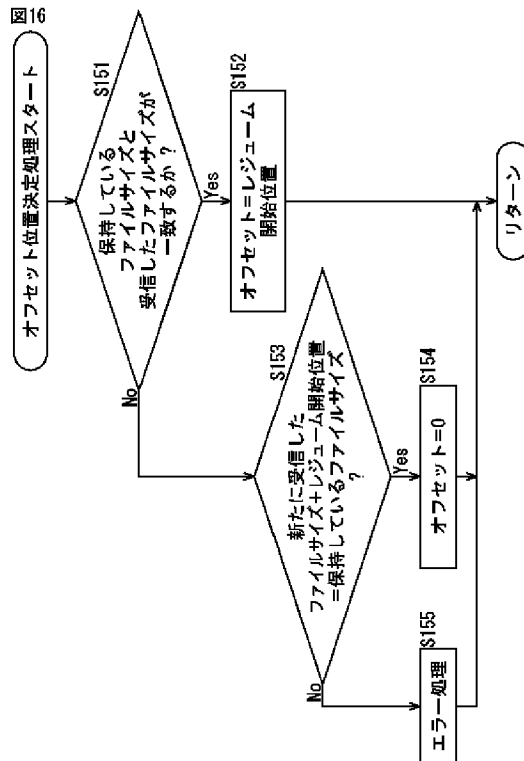 図16
オフセット位置決定処理スタート
S151
保持している
ファイルサイズと
受信したファイルサイズが
一致するか？
Yes
No
S152
オフセット＝レジューム
開始位置
S153
新たに受信した
ファイルサイズ＋レジューム開始位置
＝保持しているファイルサイズ
？
Yes
No
S154
オフセット＝0
S155
エラー処理
リターン